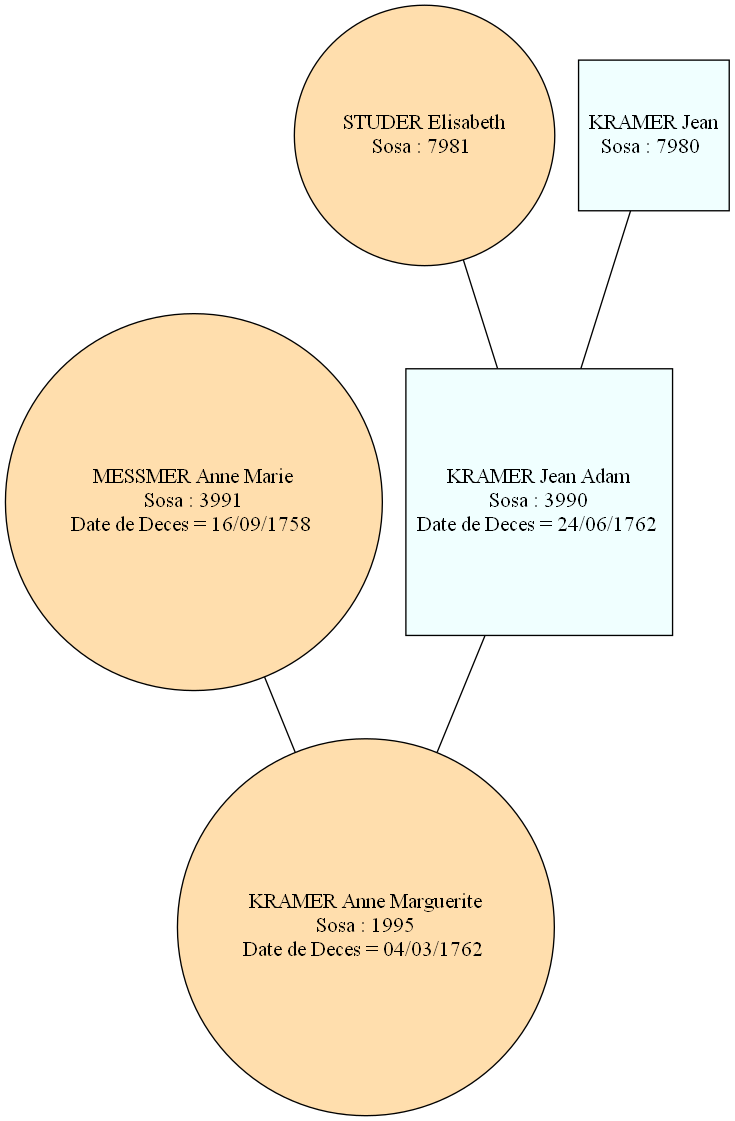 STUDER Elisabeth
Sosa : 7981
KRAMER Jean
Sosa : 7980
MESSMER Anne Marie
Sosa : 3991
Date de Deces = 16/09/1758
KRAMER Jean Adam
Sosa : 3990
Date de Deces = 24/06/1762
KRAMER Anne Marguerite
Sosa : 1995
Date de Deces = 04/03/1762